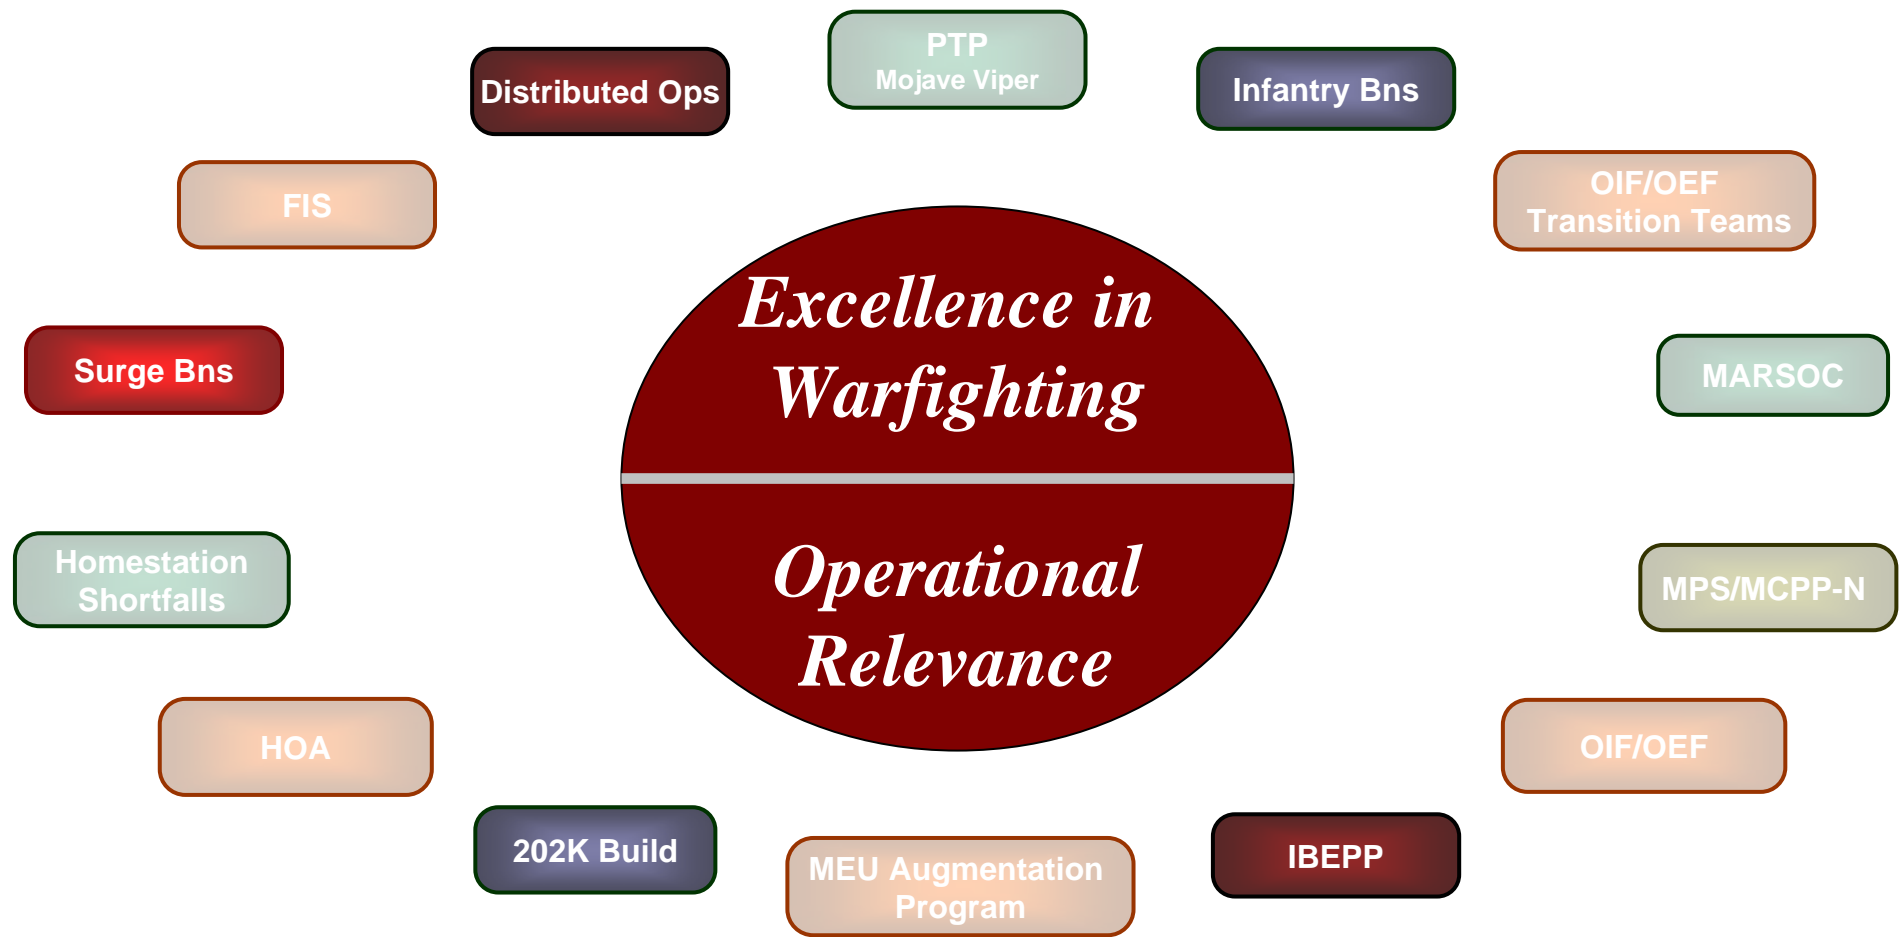 PTP
Mojave Viper
Distributed Ops
Infantry Bns
FIS
OIF/OEF
Transition Teams
Excellence in
Warfighting
Surge Bns
MARSOC
Operational
Relevance
Homestation
Shortfalls
MPS/MCPP-N
HOA
OIF/OEF
202K Build
MEU Augmentation
Program
IBEPP